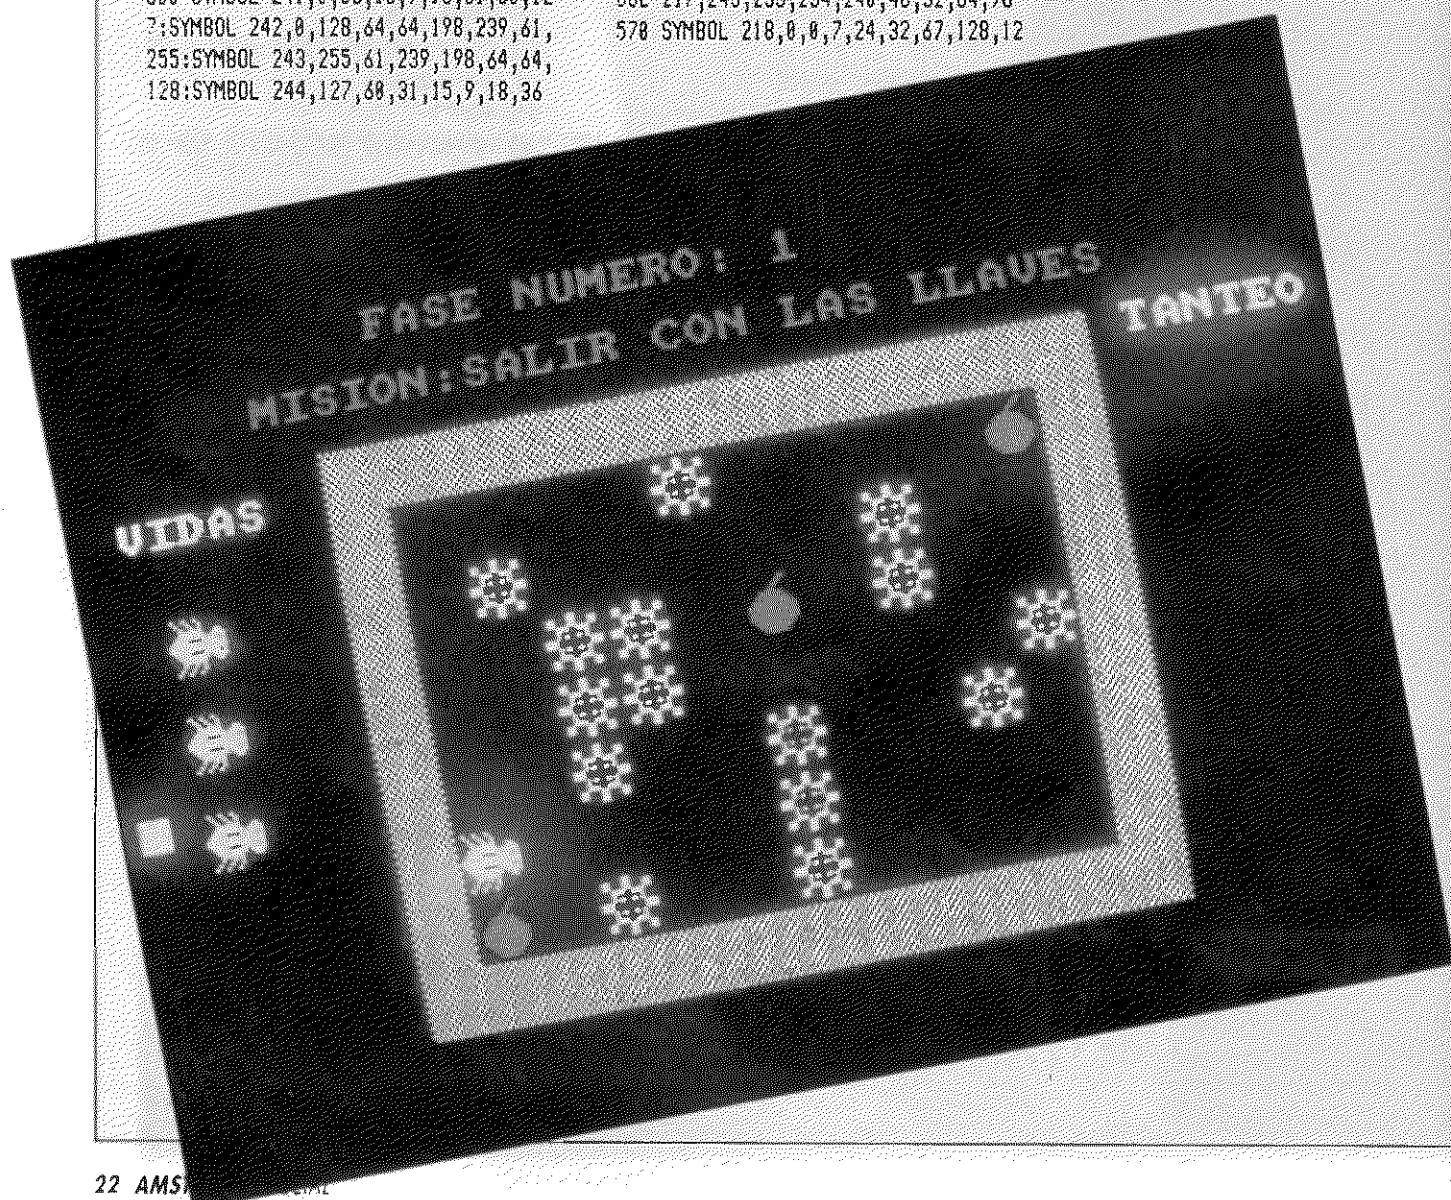 ?:SYMBOL 242,0,128,64,64,198,239,61,
255:SYMBOL 243,255,61,239,198,64,64,
128:SYMBOL 244,127,60,31,15,9,18,36
570 SYMBOL 218,0,0,7,24,32,67,128,12
FASE NUMERO: 1
MISION:SALIR CON LAS LLAVES
TANTEO
VIDAS
22